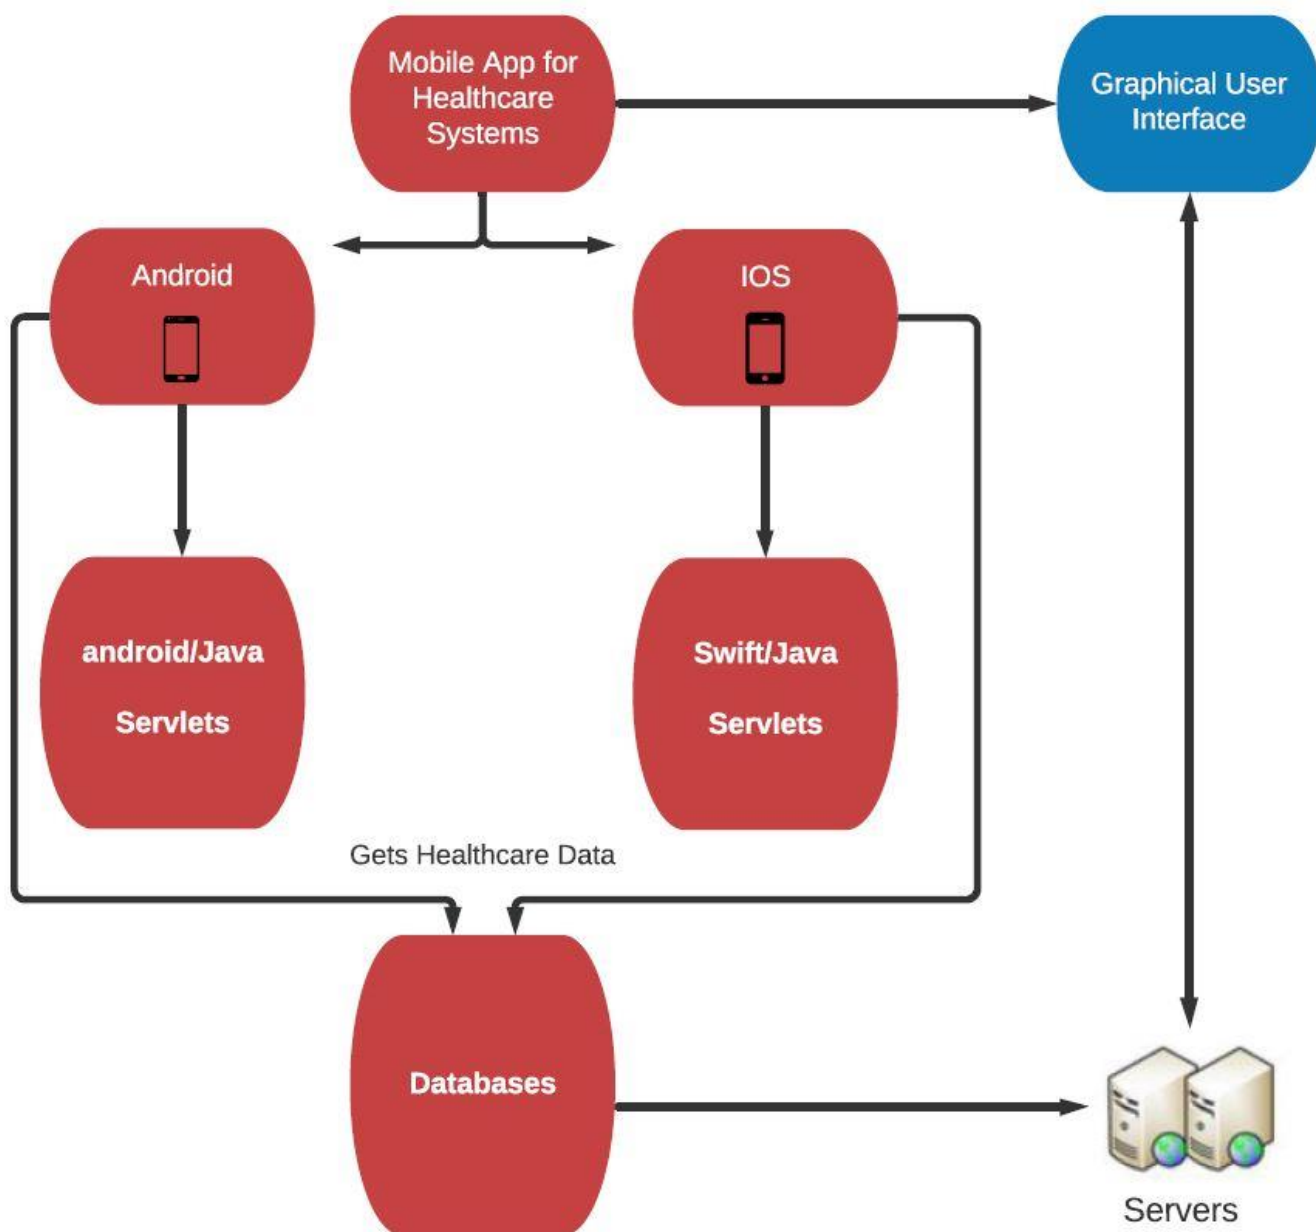 Mobile App for
Healthcare
Systems
Graphical User
Interface
Android
IOS
android/Java
Servlets
Swift/Java
Servlets
Gets Healthcare Data
Databases
Servers